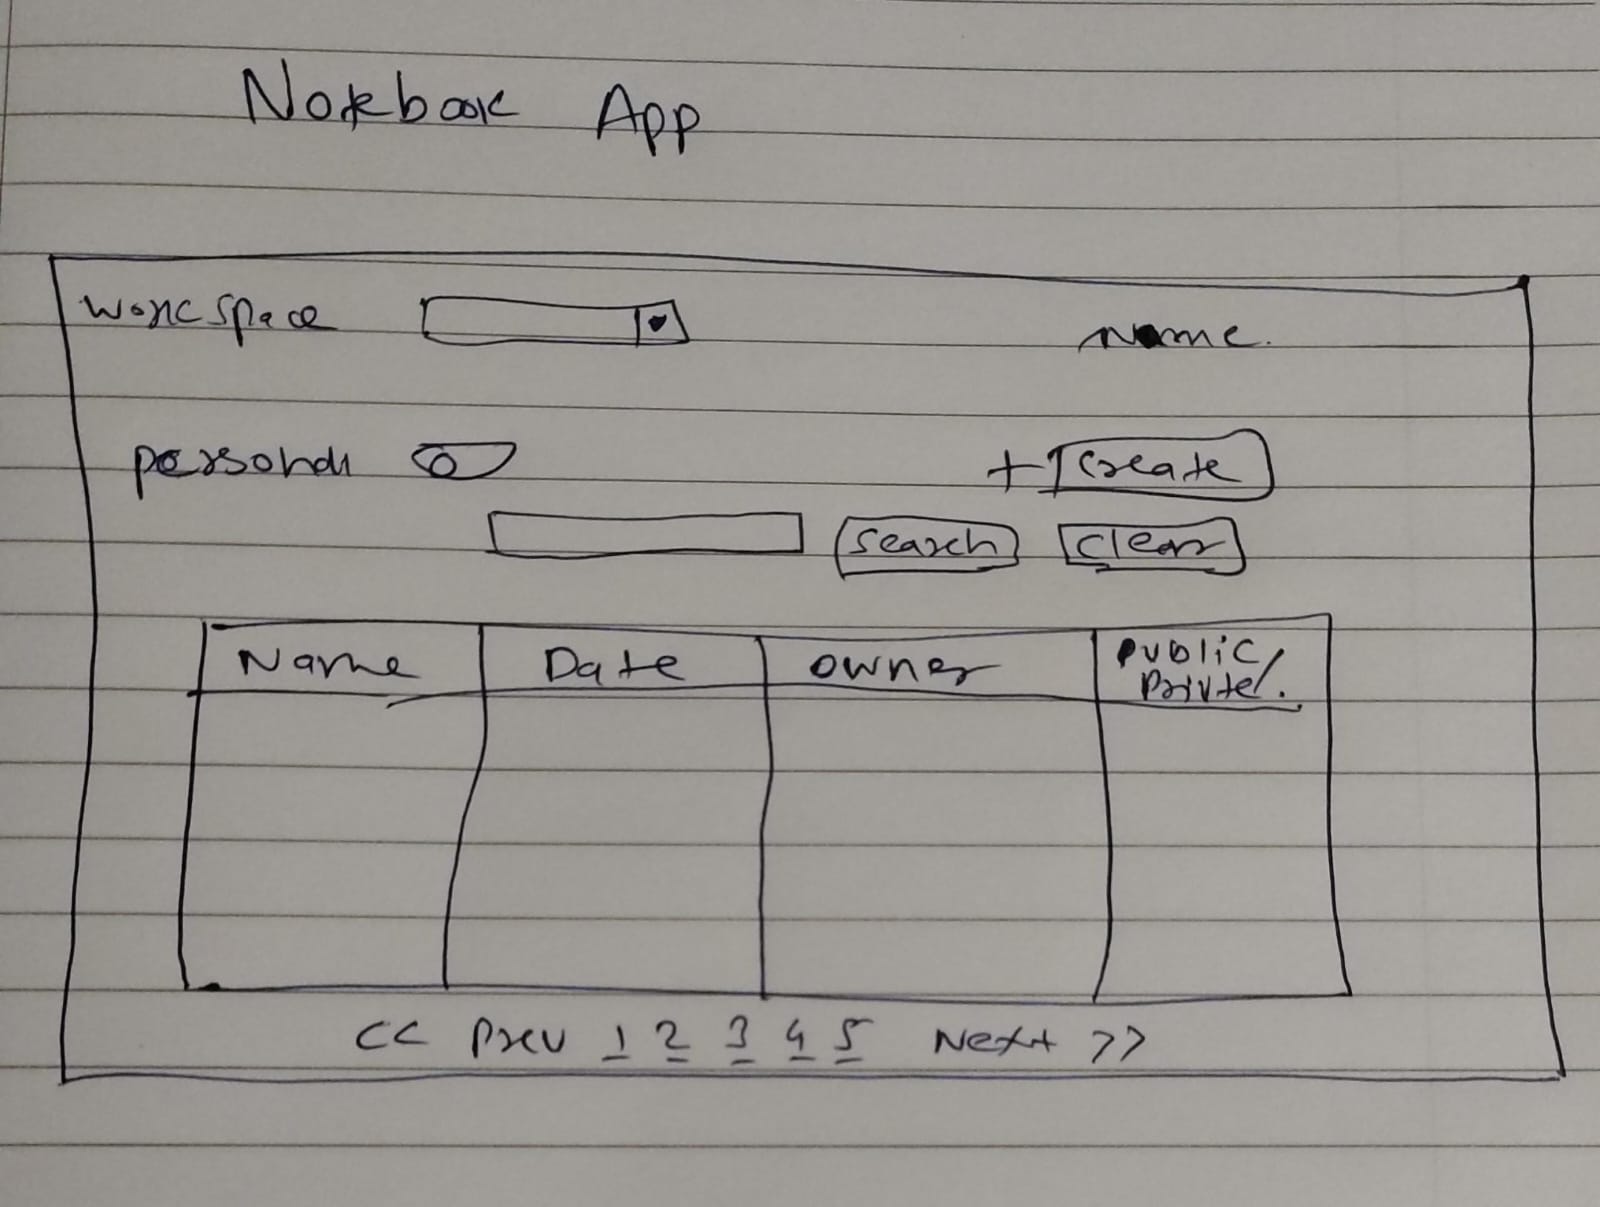 Notebook App
workspace
Name.
personal
+ Create
Search Clear
Name Date owner public/
Privte.
<< Prev 1 2 3 4 5 Next >>